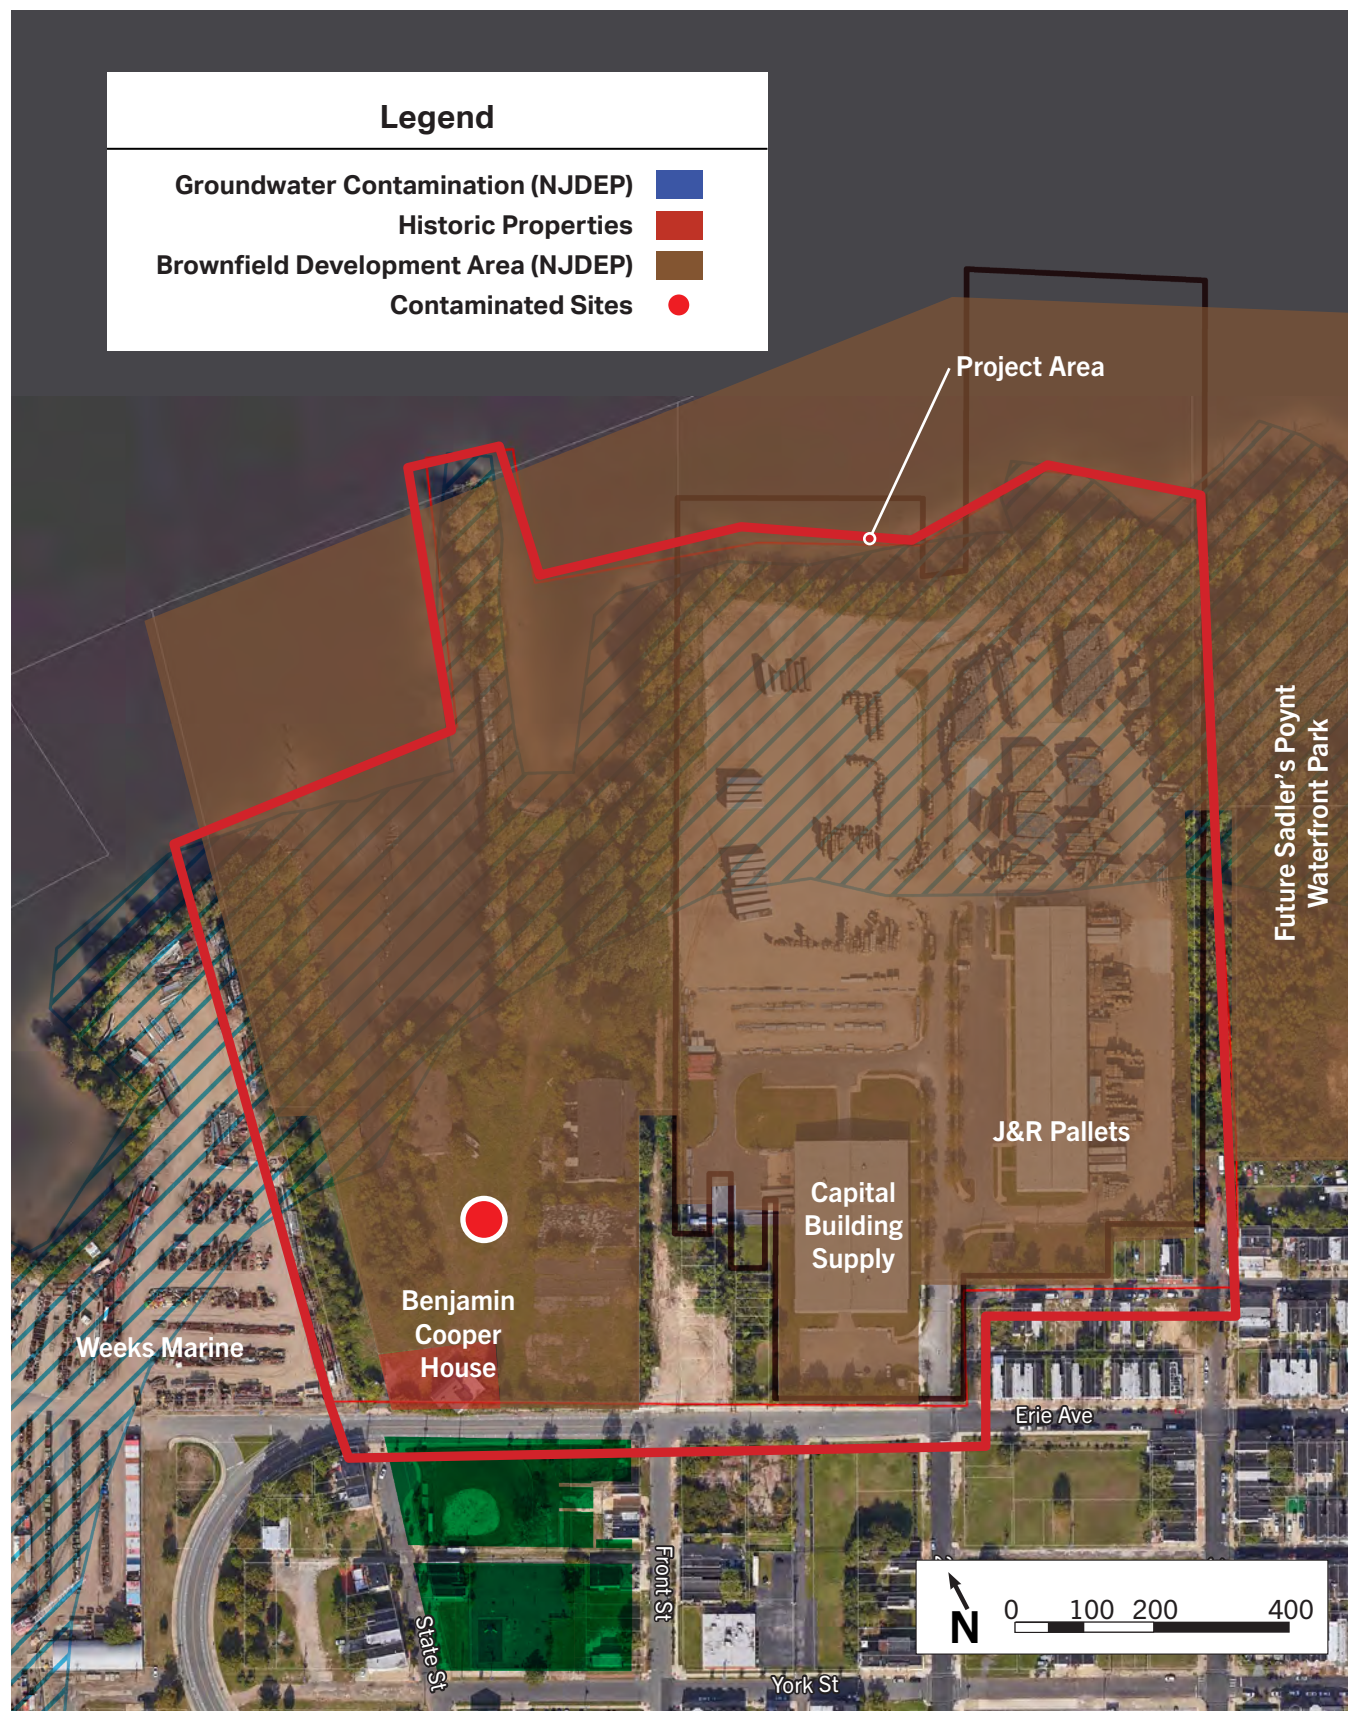 Legend
Groundwater Contamination (NJDEP)
Historic Properties
Brownfield Development Area (NJDEP)
Contaminated Sites
Project Area
Future Sadler's Poynt
Waterfront Park
J&R Pallets
Capital
Building
Supply
Benjamin
Cooper
House
Weeks Marine
Erie Ave
Front St
State St
York St
N
0 100 200 400